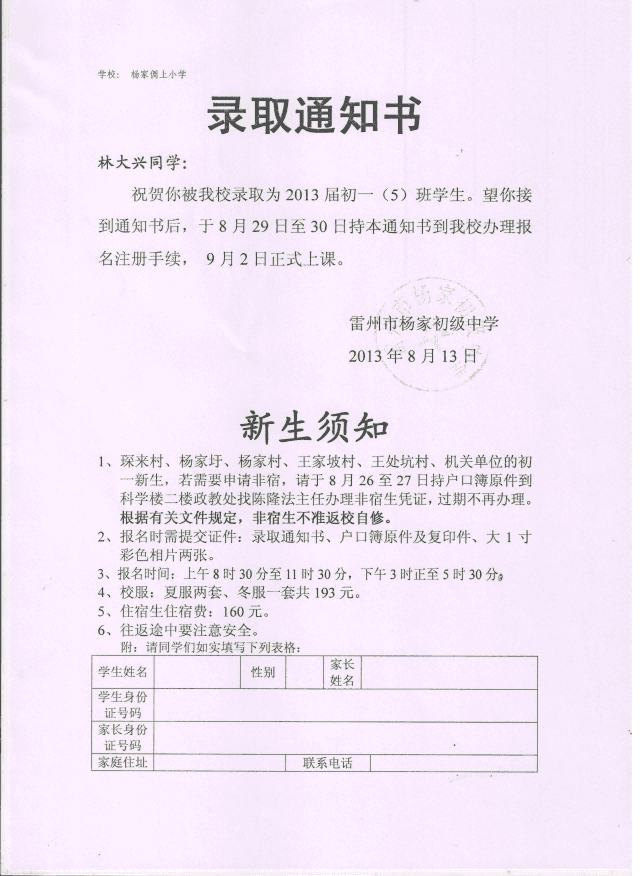 学校： 杨家偶上小学
录取通知书
林大兴同学：
祝贺你被我校录取为 2013 届初一（5）班学生。望你接
到通知书后，于 8 月 29 日至 30 日持本通知书到我校办理报
名注册手续， 9 月 2 日正式上课。
雷州市杨家初级中学
2013 年 8 月 13 日
新生须知
1、琛来村、杨家圩、杨家村、王家坡村、王处坑村、机关单位的初
一新生，若需要申请非宿，请于 8 月 26 至 27 日持户口簿原件到
科学楼二楼政教处找陈隆法主任办理非宿生凭证，过期不再办理。
根据有关文件规定，非宿生不准返校自修。
2、报名时需提交证件：录取通知书、户口簿原件及复印件、大 1 寸
彩色相片两张。
3、报名时间：上午 8 时 30 分至 11 时 30 分，下午 3 时正至 5 时 30 分。
4、校服：夏服两套、冬服一套共 193 元。
5、住宿生住宿费：160 元。
6、往返途中要注意安全。
附：请同学们如实填写下列表格：
学生姓名 性别 家长
姓名
学生身份
证号码
家长身份
证号码
家庭住址 联系电话